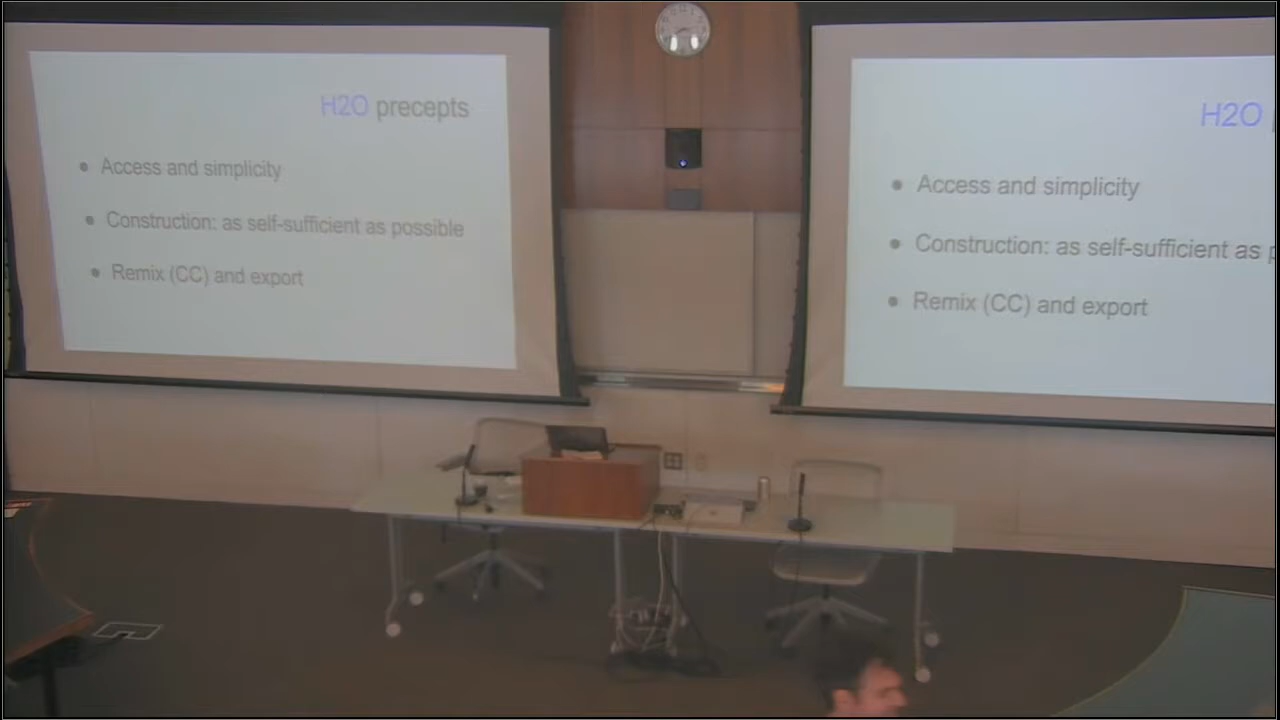 H2O precepts
Access and simplicity
Construction: as self-sufficient as possible
Remix (CC) and export
H2O
Access and simplicity
Construction: as self-sufficient as
Remix (CC) and export